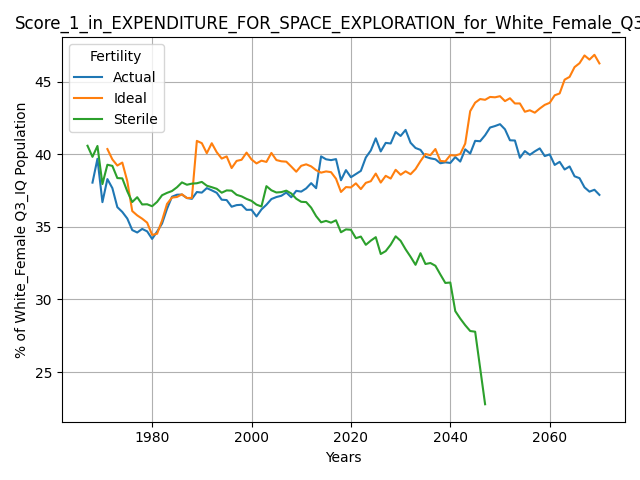 Score_1_in_EXPENDITURE_FOR_SPACE_EXPLORATION_for_White_Female_Q3
Fertility
Actual
Ideal
Sterile
% of White_Female Q3_IQ Population
45
40
35
30
25
1980 2000 2020 2040 2060
Years